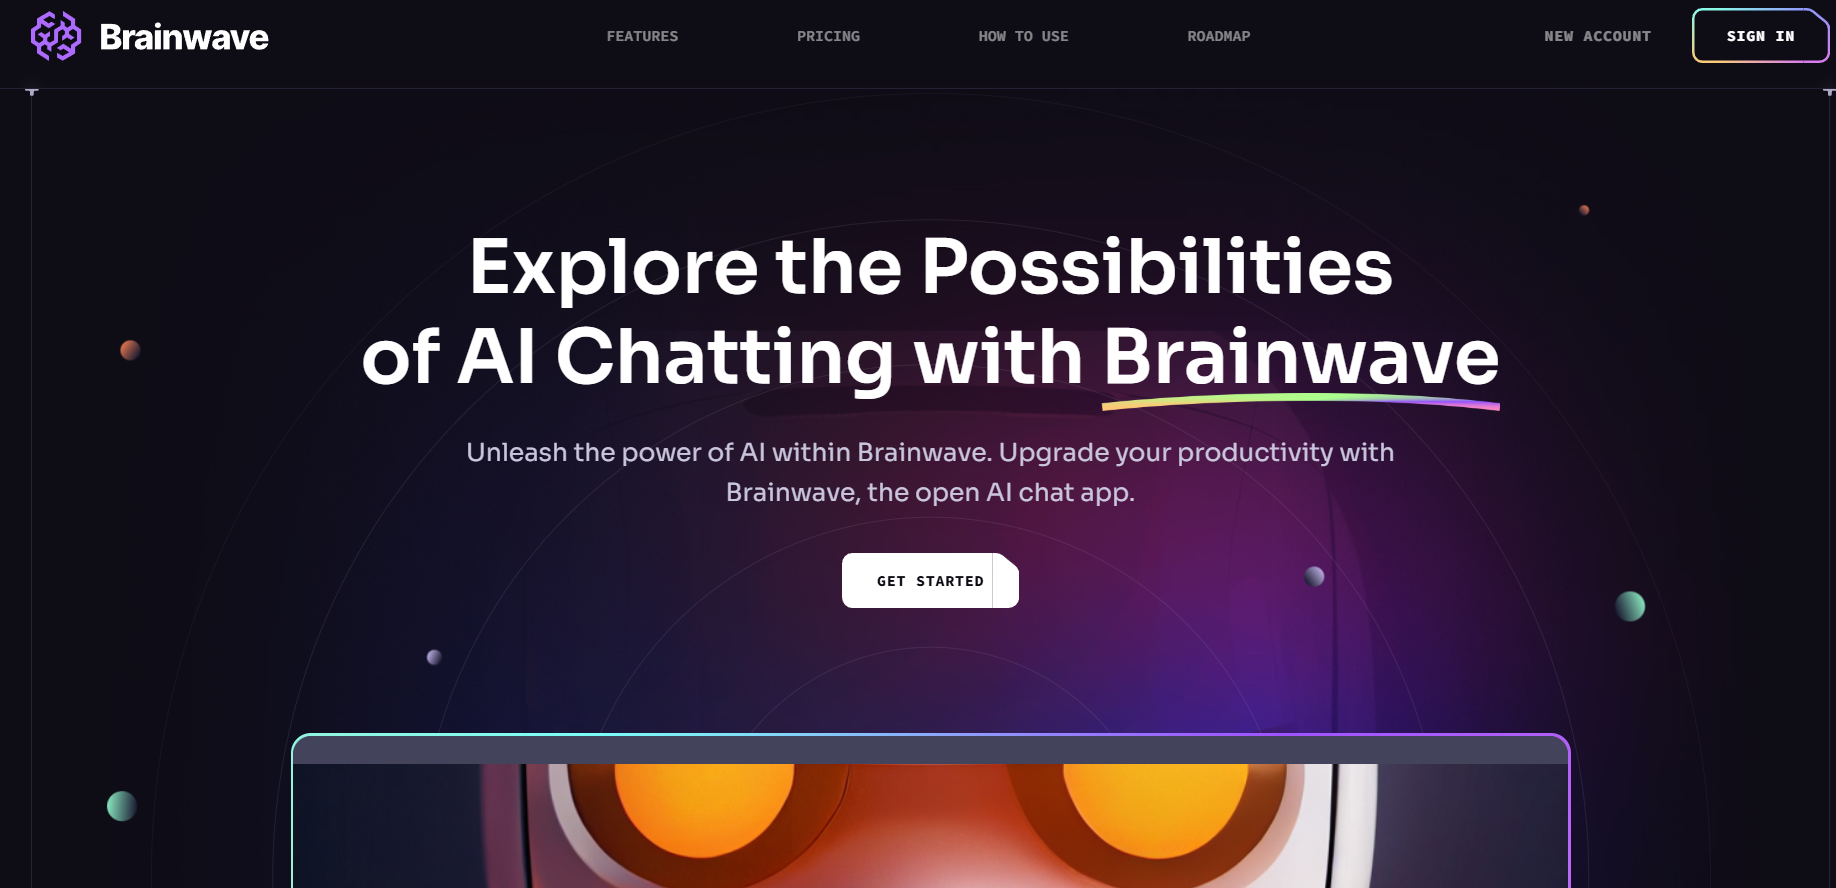 Brainwave
FEATURES
PRICING
HOW TO USE
ROADMAP
NEW ACCOUNT
SIGN IN
Explore the Possibilities
of AI Chatting with Brainwave
Unleash the power of AI within Brainwave. Upgrade your productivity with
Brainwave, the open AI chat app.
GET STARTED